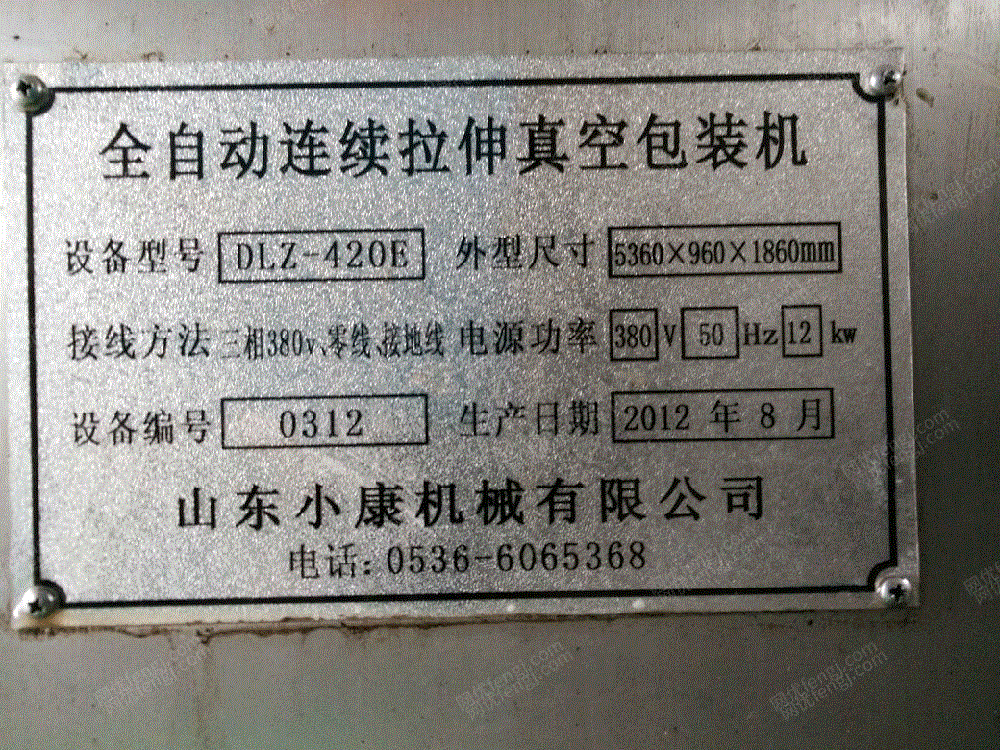 全自动连续拉伸真空包装机
设备型号 DLZ-420E 外型尺寸 5360×960×1860mm
接线方法 三相380v、零线、接地线 电源功率 380 V 50 Hz 12 kw
设备编号 0312 生产日期 2012 年 8 月
山东小康机械有限公司
电话：0536-6065368